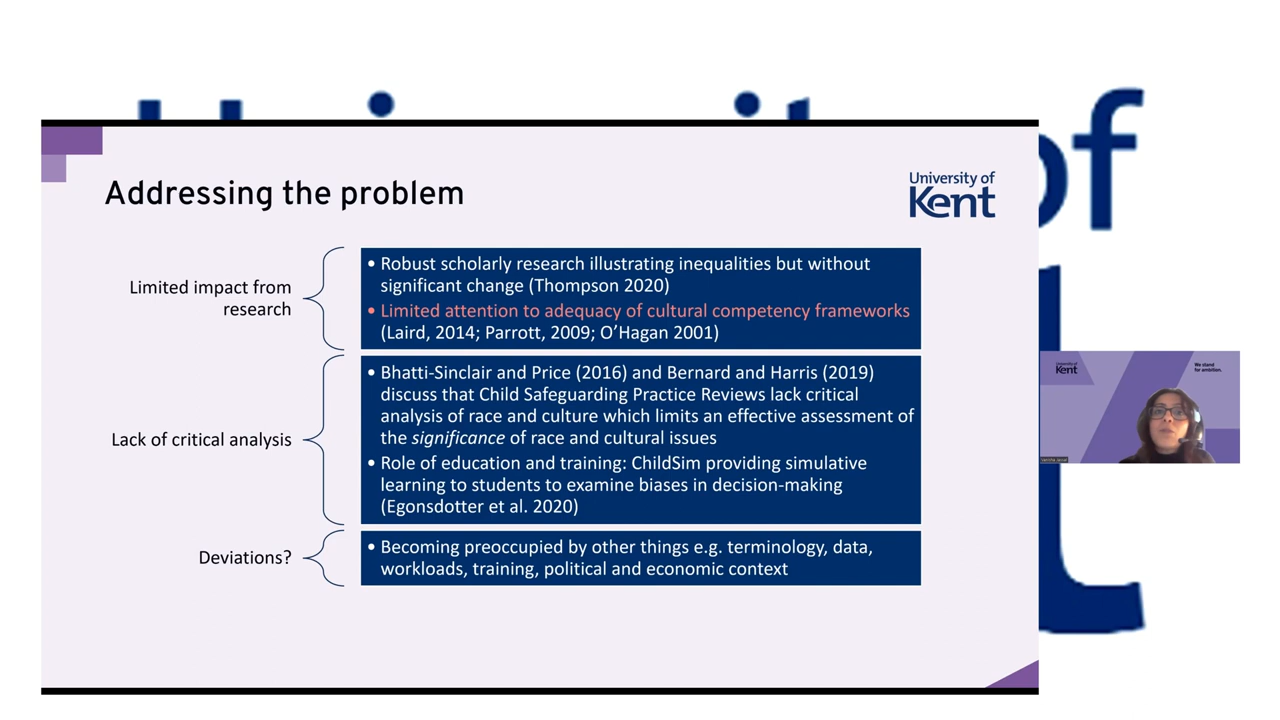 Addressing the problem
University of
Kent
Limited impact from
research
• Robust scholarly research illustrating inequalities but without
significant change (Thompson 2020)
• Limited attention to adequacy of cultural competency frameworks
(Laird, 2014; Parrott, 2009; O’Hagan 2001)
Lack of critical analysis
• Bhatti-Sinclair and Price (2016) and Bernard and Harris (2019)
discuss that Child Safeguarding Practice Reviews lack critical
analysis of race and culture which limits an effective assessment of
the significance of race and cultural issues
• Role of education and training: ChildSim providing simulative
learning to students to examine biases in decision-making
(Egonsdotter et al. 2020)
Deviations?
• Becoming preoccupied by other things e.g. terminology, data,
workloads, training, political and economic context
of
University of
Kent
We stand
for ambition.